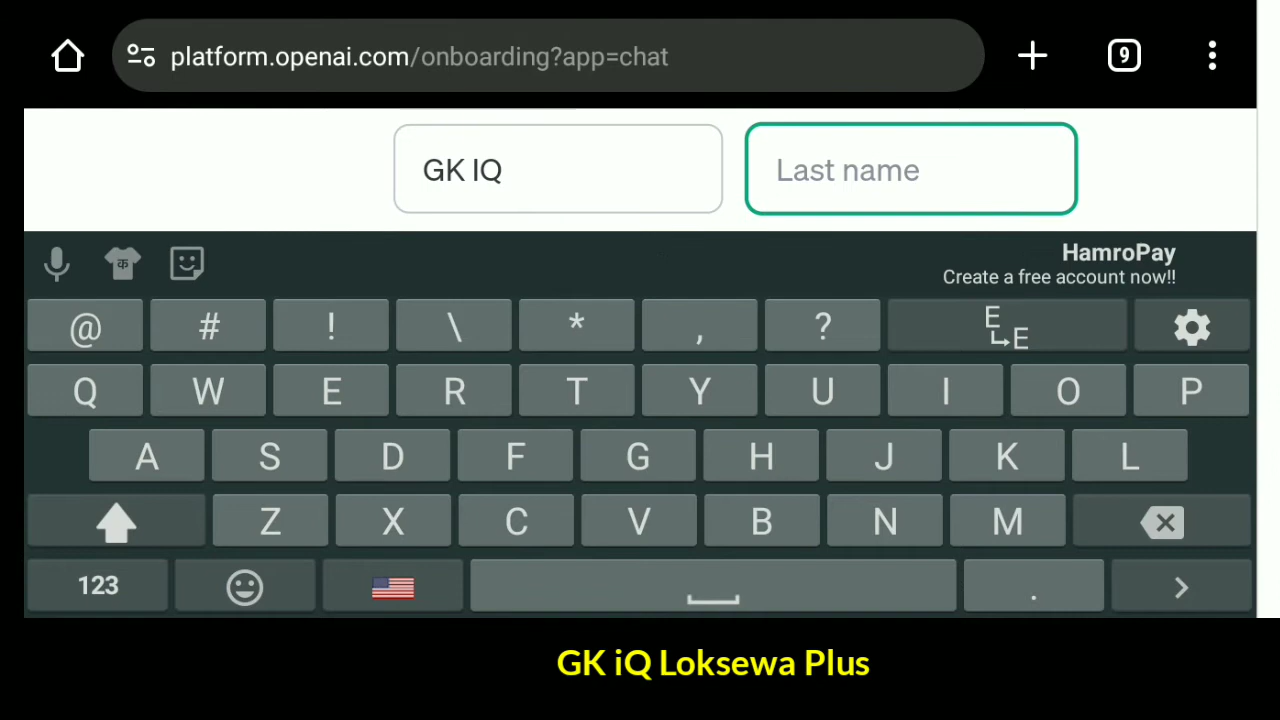 platform.openai.com/onboarding?app=chat
9
GK IQ
Last name
क
HamroPay
Create a free account now!!
@ # ! \ * , ? E E
Q W E R T Y U I O P
A S D F G H J K L
Z X C V B N M
123 .
GK iQ Loksewa Plus